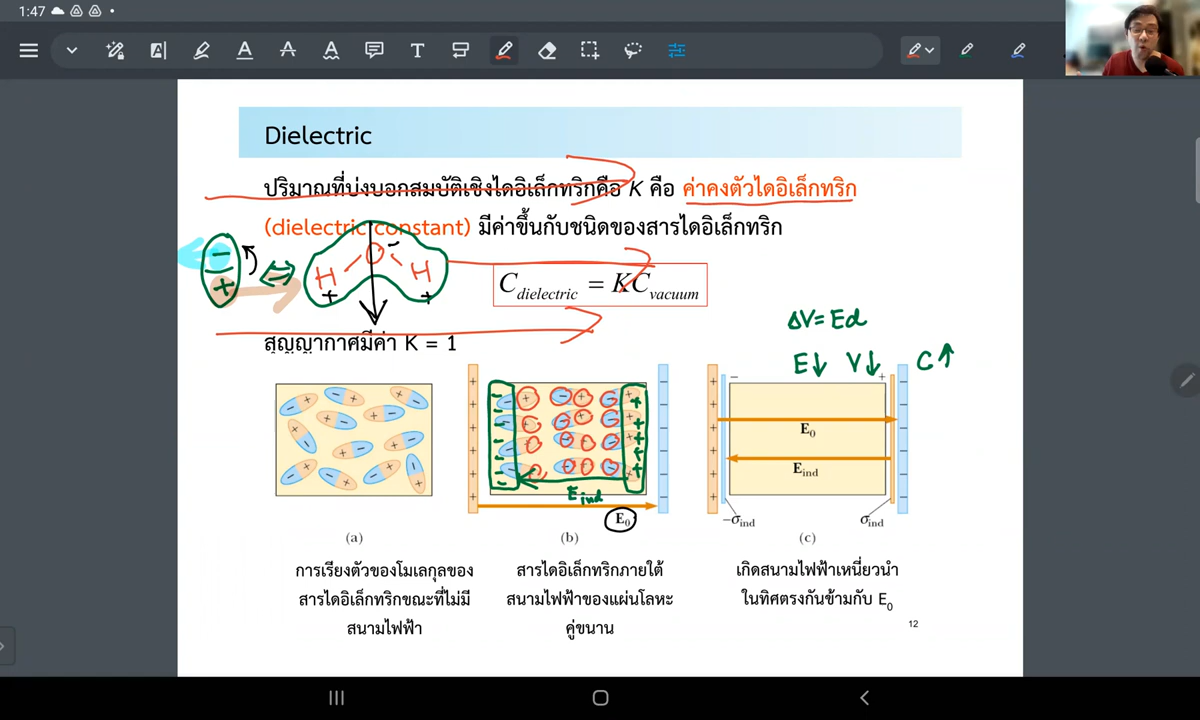 1:47
Dielectric
ปริมาณที่บ่งบอกสมบัติเชิงไดอิเล็กทริกคือ K คือ ค่าคงตัวไดอิเล็กทริก
(dielectric constant) มีค่าขึ้นกับชนิดของสารไดอิเล็กทริก
− + H O H − + +
C dielectric = KC vacuum
สุญญากาศมีค่า K = 1
ΔV = Ed
E↓ V↓ C↑
E₀
E ind
E ind
E₀
−σ ind σ ind
(a) (b) (c)
การเรียงตัวของโมเลกุลของ
สารไดอิเล็กทริกขณะที่ไม่มี
สนามไฟฟ้า
สารไดอิเล็กทริกภายใต้
สนามไฟฟ้าของแผ่นโลหะ
คู่ขนาน
เกิดสนามไฟฟ้าเหนี่ยวนำ
ในทิศตรงกันข้ามกับ E₀
12